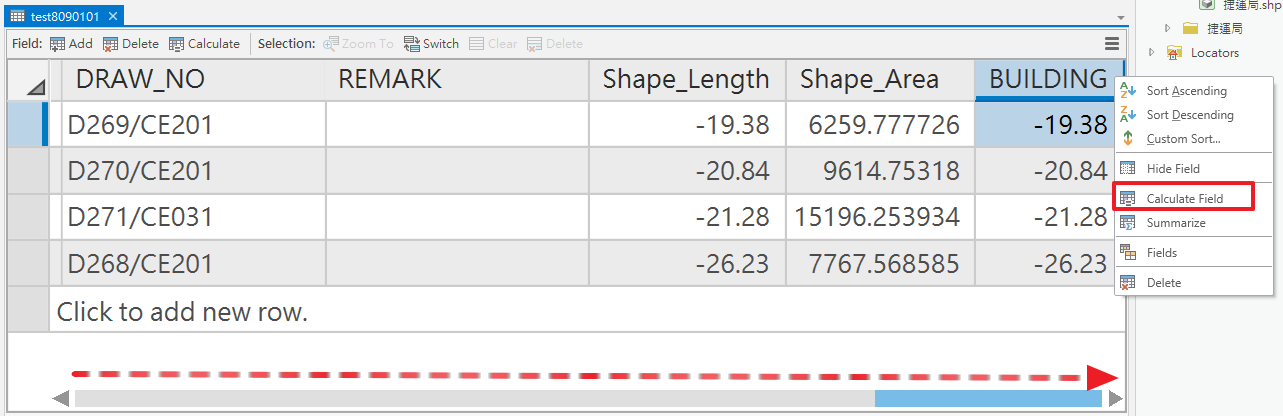 test8090101
捷運局.shp
捷運局
Locators
Field: Add Delete Calculate Selection: Zoom To Switch Clear Delete
DRAW_NO REMARK Shape_Length Shape_Area BUILDING
D269/CE201 -19.38 6259.777726 -19.38
D270/CE201 -20.84 9614.75318 -20.84
D271/CE031 -21.28 15196.253934 -21.28
D268/CE201 -26.23 7767.568585 -26.23
Click to add new row.
Sort Ascending
Sort Descending
Custom Sort...
Hide Field
Calculate Field
Summarize
Fields
Delete